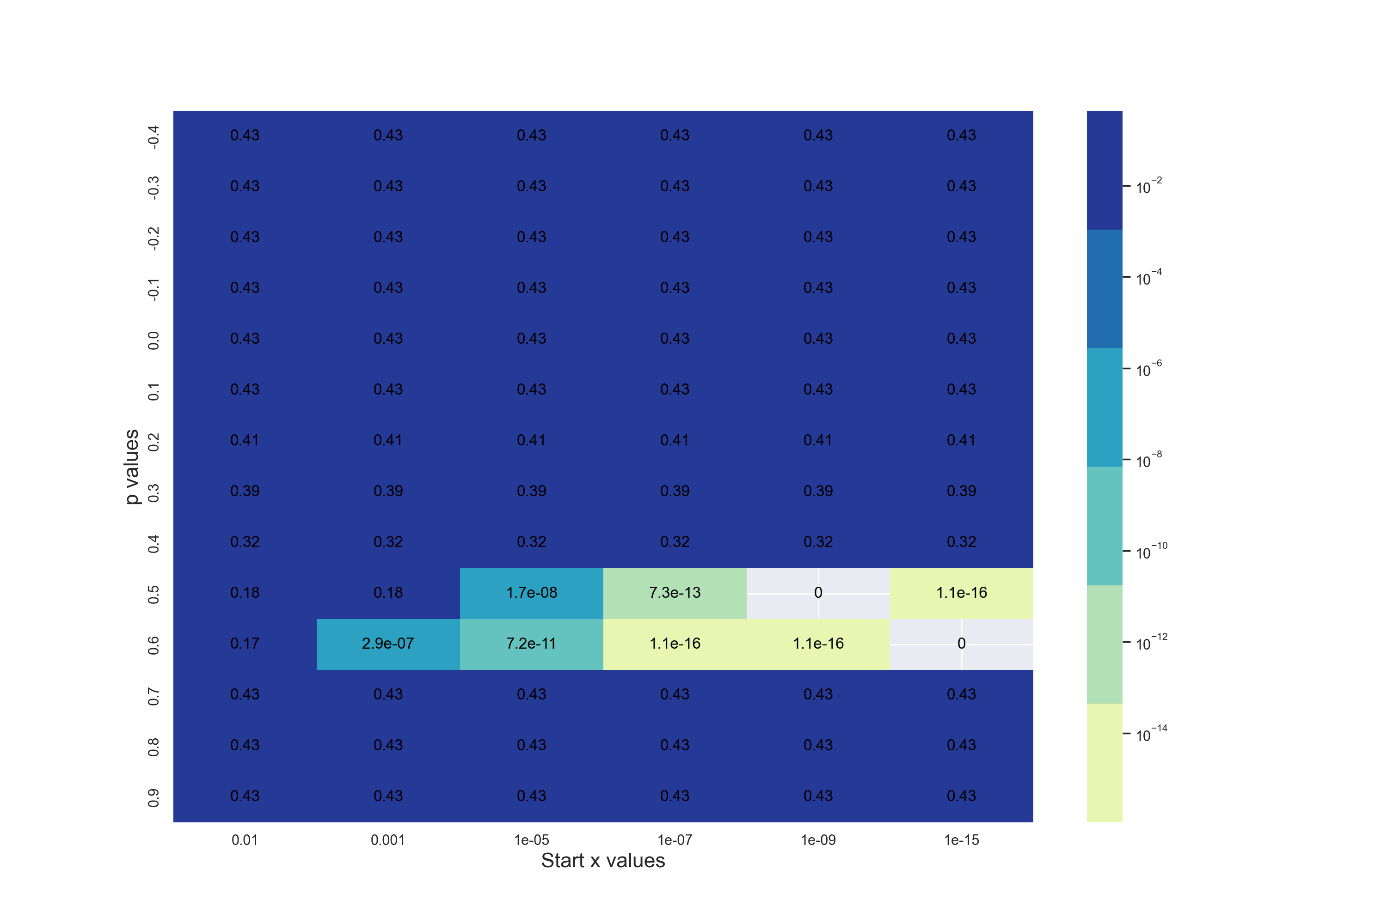 -0.4 0.43 0.43 0.43 0.43 0.43 0.43
-0.3 0.43 0.43 0.43 0.43 0.43 0.43
-0.2 0.43 0.43 0.43 0.43 0.43 0.43
-0.1 0.43 0.43 0.43 0.43 0.43 0.43
0.0 0.43 0.43 0.43 0.43 0.43 0.43
0.1 0.43 0.43 0.43 0.43 0.43 0.43
0.2 0.41 0.41 0.41 0.41 0.41 0.41
0.3 0.39 0.39 0.39 0.39 0.39 0.39
0.4 0.32 0.32 0.32 0.32 0.32 0.32
0.5 0.18 0.18 1.7e-08 7.3e-13 0 1.1e-16
0.6 0.17 2.9e-07 7.2e-11 1.1e-16 1.1e-16 0
0.7 0.43 0.43 0.43 0.43 0.43 0.43
0.8 0.43 0.43 0.43 0.43 0.43 0.43
0.9 0.43 0.43 0.43 0.43 0.43 0.43
p values
0.01 0.001 1e-05 1e-07 1e-09 1e-15
Start x values
10⁻²
10⁻⁴
10⁻⁶
10⁻⁸
10⁻¹⁰
10⁻¹²
10⁻¹⁴